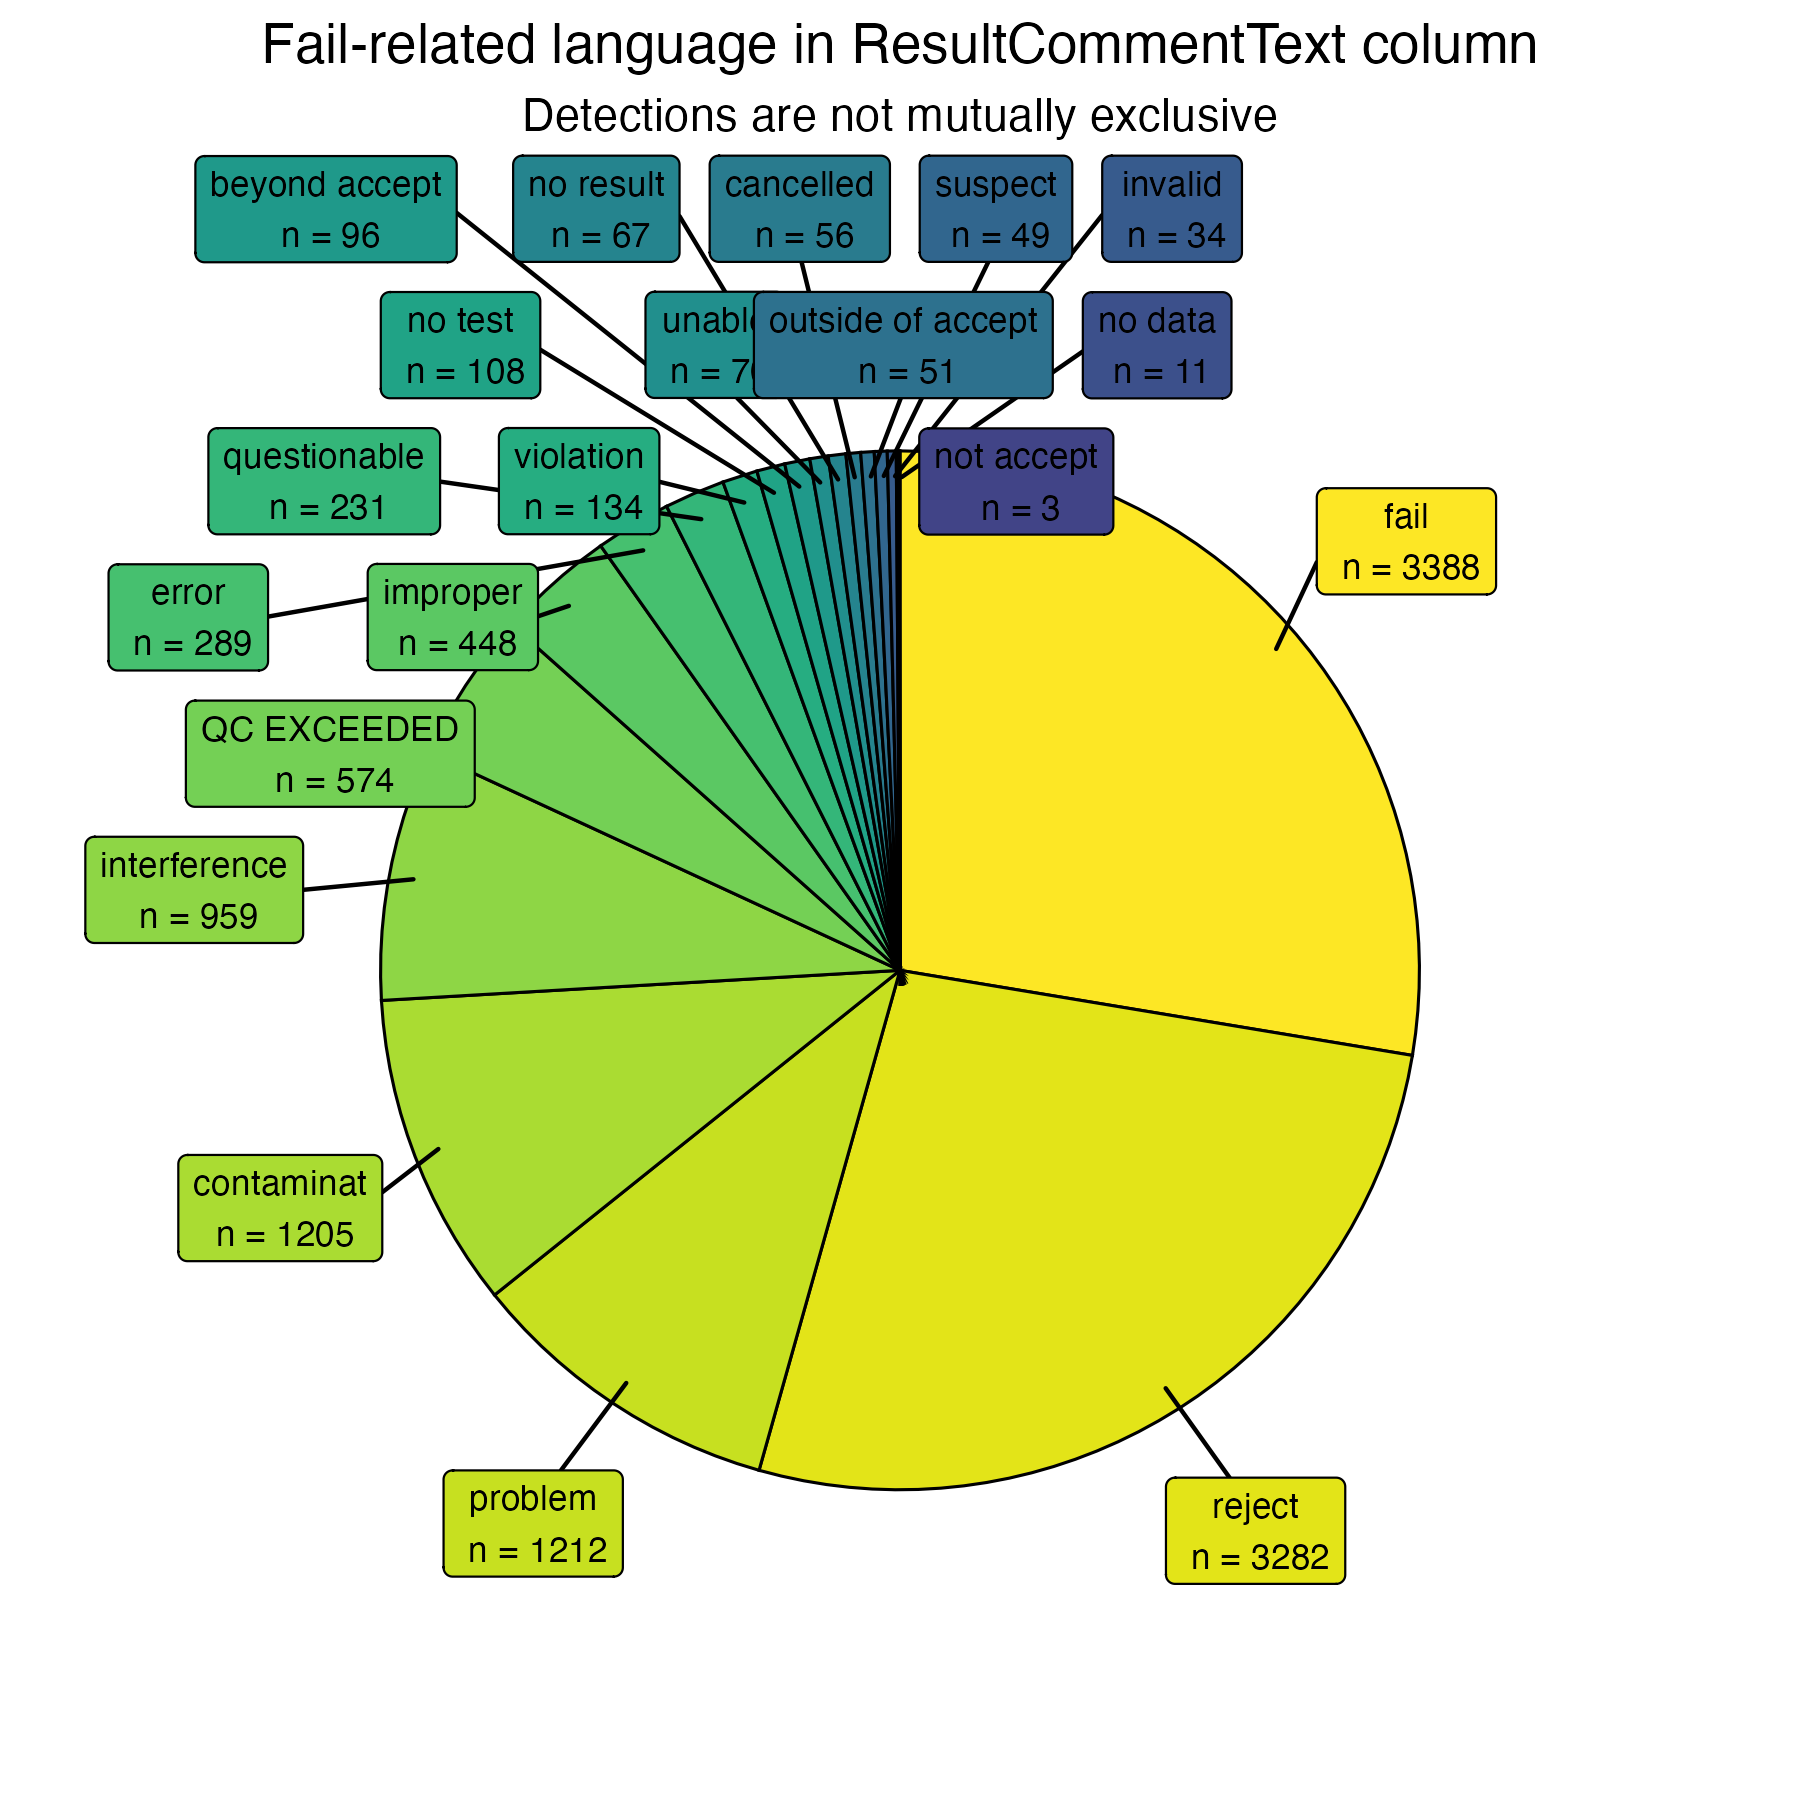 Fail-related language in ResultCommentText column
Detections are not mutually exclusive
beyond accept
n = 96
no result
n = 67
cancelled
n = 56
suspect
n = 49
invalid
n = 34
no test
n = 108
n = 7
outside of accept
n = 51
no data
n = 11
questionable
n = 231
violation
n = 134
not accept
n = 3
fail
n = 3388
error
n = 289
improper
n = 448
QC EXCEEDED
n = 574
interference
n = 959
contaminat
n = 1205
problem
n = 1212
reject
n = 3282